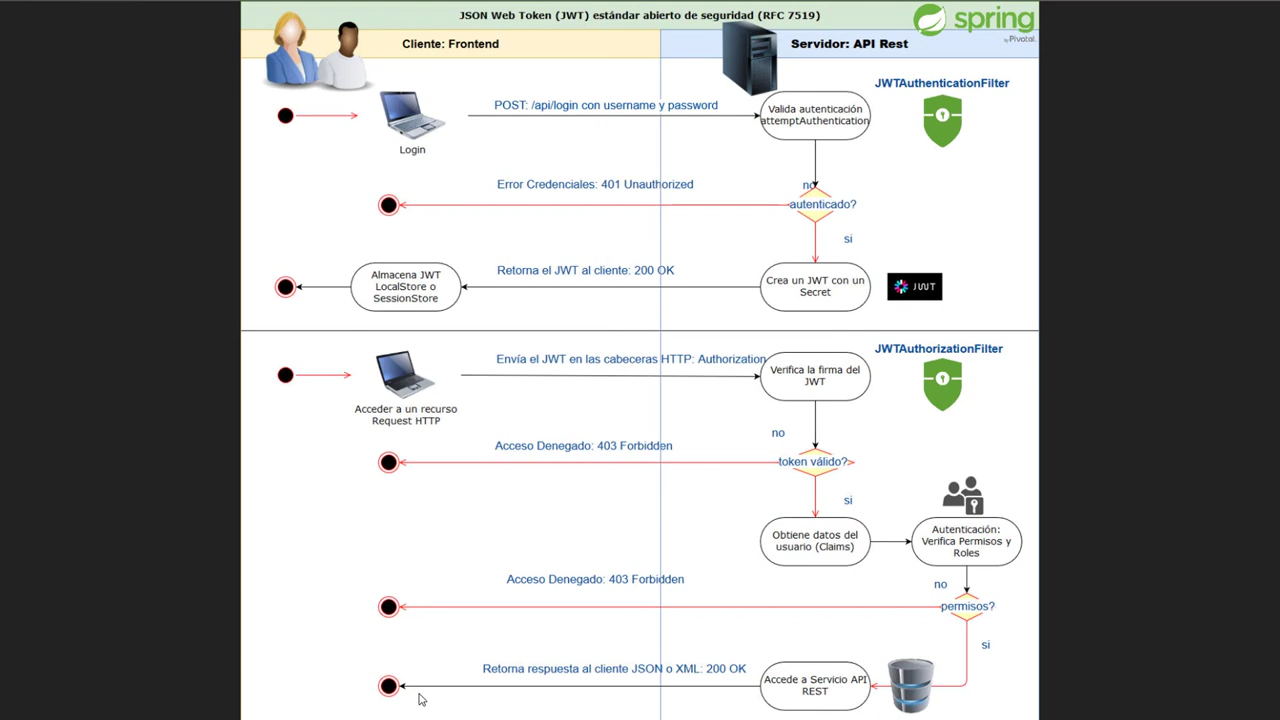 JSON Web Token (JWT) estándar abierto de seguridad (RFC 7519)
spring
by Pivotal.
Cliente: Frontend
Servidor: API Rest
JWTAuthenticationFilter
POST: /api/login con username y password
Valida autenticación
attemptAuthentication
Login
Error Credenciales: 401 Unauthorized
no
autenticado?
si
Retorna el JWT al cliente: 200 OK
Almacena JWT
LocalStore o
SessionStore
Crea un JWT con un
Secret
JWT
JWTAuthorizationFilter
Envía el JWT en las cabeceras HTTP: Authorization
Verifica la firma del
JWT
Acceder a un recurso
Request HTTP
no
Acceso Denegado: 403 Forbidden
token válido?
si
Obtiene datos del
usuario (Claims)
Autenticación:
Verifica Permisos y
Roles
Acceso Denegado: 403 Forbidden
no
permisos?
si
Retorna respuesta al cliente JSON o XML: 200 OK
Accede a Servicio API
REST